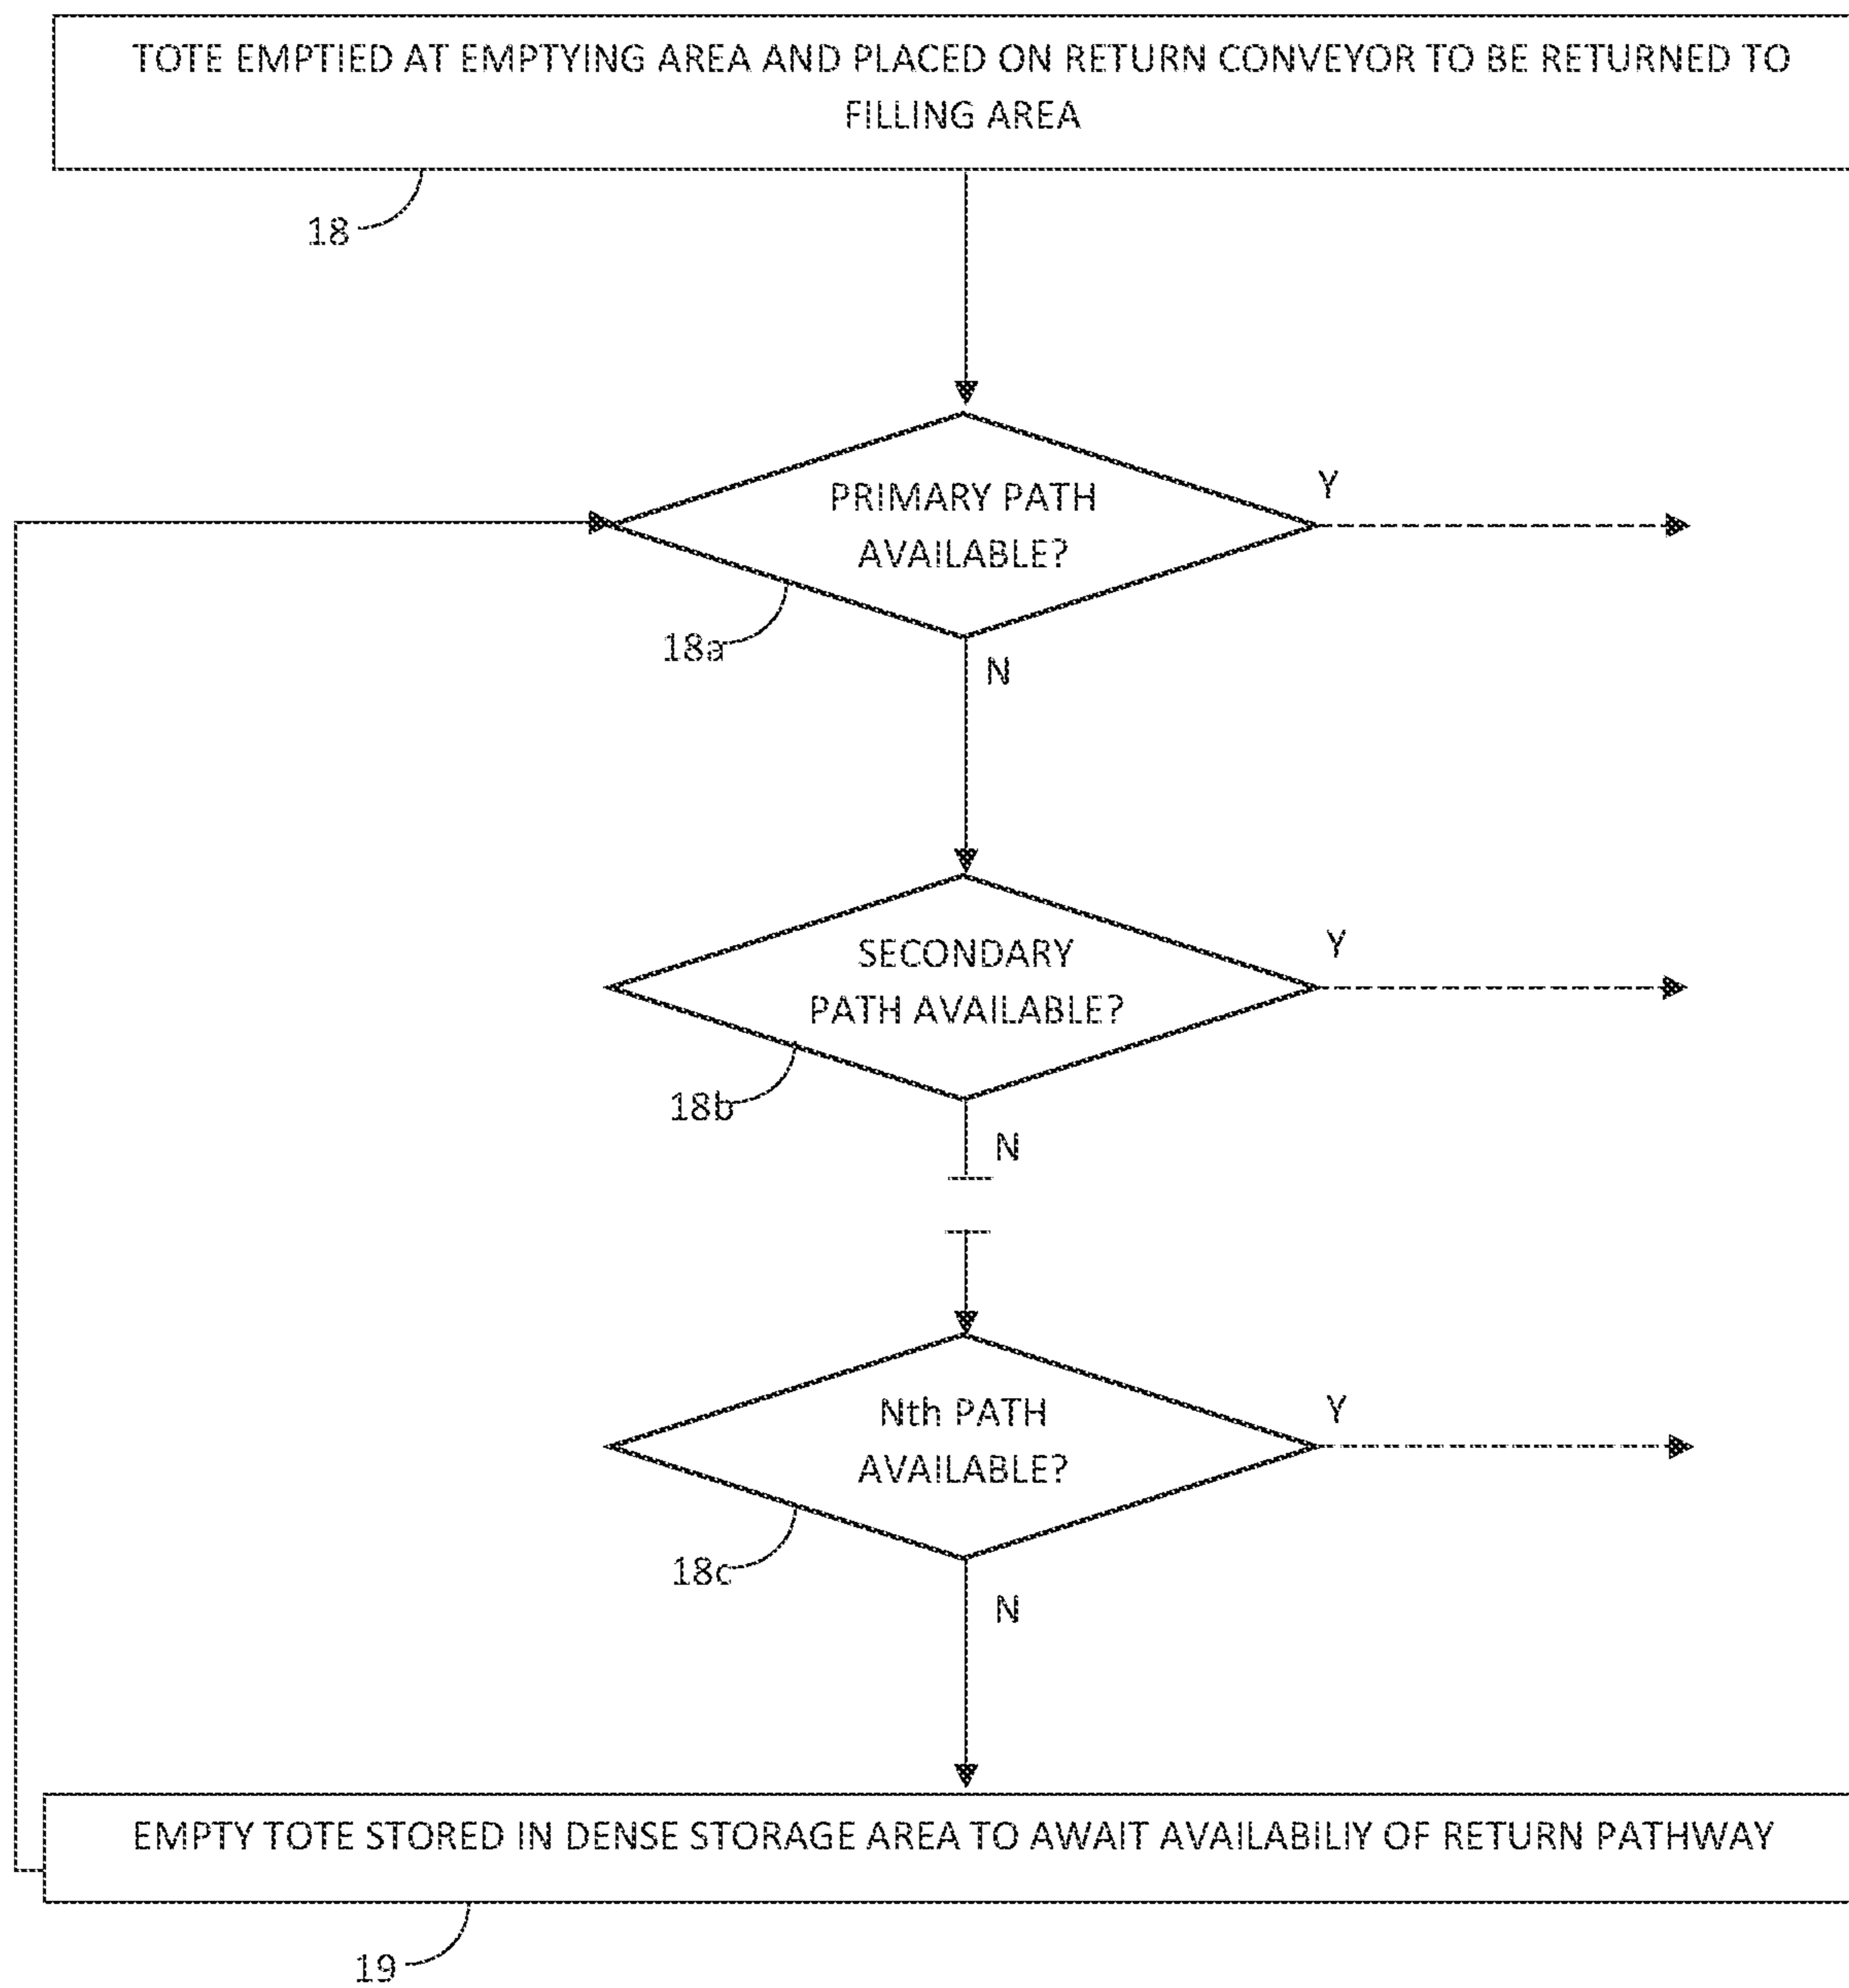 TOTE EMPTIED AT EMPTYING AREA AND PLACED ON RETURN CONVEYOR TO BE RETURNED TO
FILLING AREA
18
PRIMARY PATH
AVAILABLE?
Y
18a
N
SECONDARY
PATH AVAILABLE?
Y
18b
N
Nth PATH
AVAILABLE?
Y
18c
N
EMPTY TOTE STORED IN DENSE STORAGE AREA TO AWAIT AVAILABILIY OF RETURN PATHWAY
19